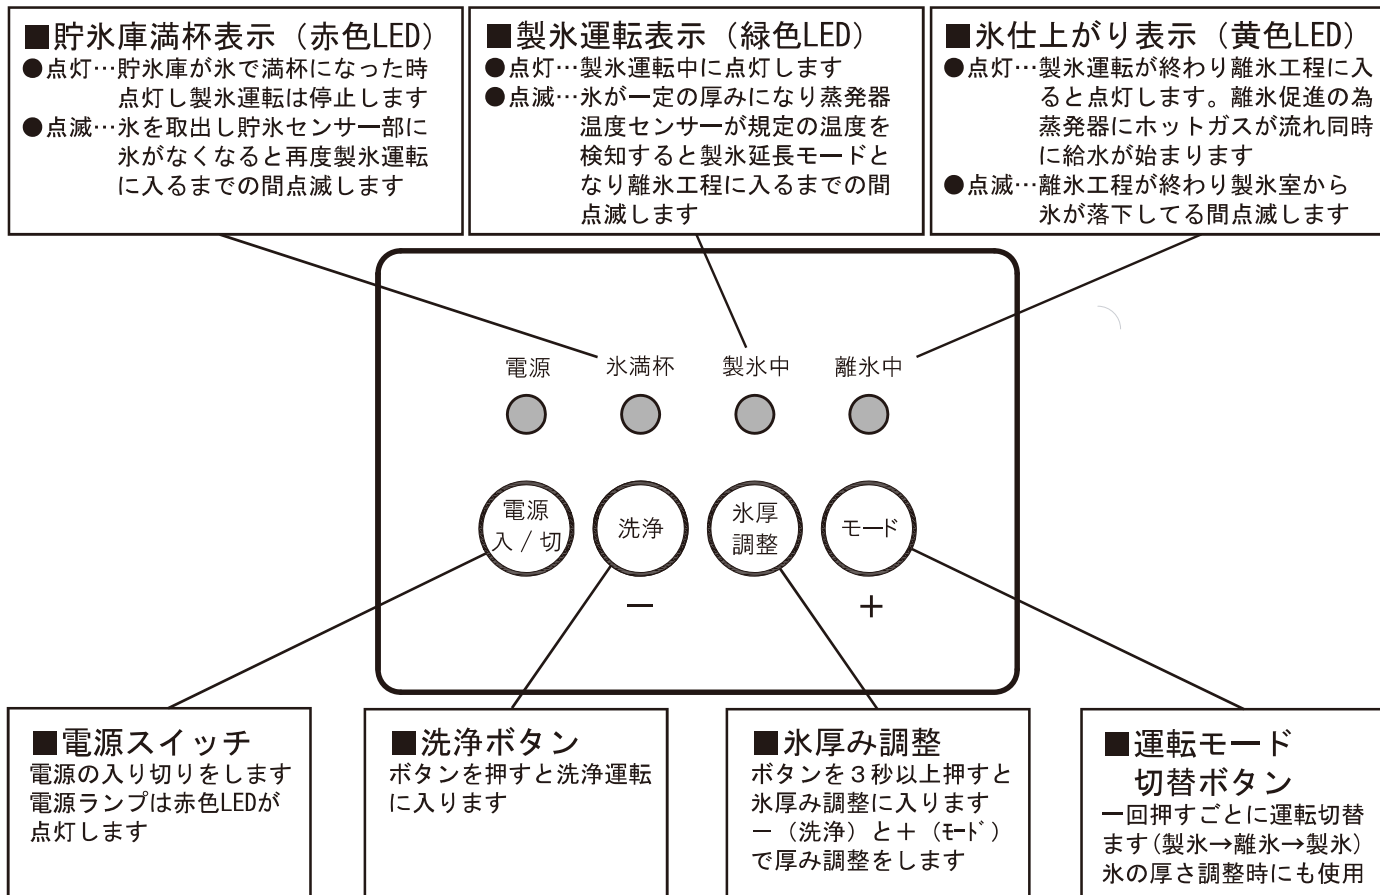 ■貯氷庫満杯表示（赤色LED）
●点灯…貯氷庫が氷で満杯になった時
点灯し製氷運転は停止します
●点滅…氷を取出し貯氷センサー部に
氷がなくなると再度製氷運転
に入るまでの間点滅します
■製氷運転表示（緑色LED）
●点灯…製氷運転中に点灯します
●点滅…氷が一定の厚みになり蒸発器
温度センサーが規定の温度を
検知すると製氷延長モードと
なり離氷工程に入るまでの間
点滅します
■氷仕上がり表示（黄色LED）
●点灯…製氷運転が終わり離氷工程に入
ると点灯します。離氷促進の為
蒸発器にホットガスが流れ同時
に給水が始まります
●点滅…離氷工程が終わり製氷室から
氷が落下してる間点滅します
電源 氷満杯 製氷中 離氷中
電源
入/切
洗浄
氷厚
調整
モード
－ ＋
■電源スイッチ
電源の入り切りをします
電源ランプは赤色LEDが
点灯します
■洗浄ボタン
ボタンを押すと洗浄運転
に入ります
■氷厚み調整
ボタンを３秒以上押すと
氷厚み調整に入ります
－（洗浄）と＋（ﾓｰﾄﾞ）
で厚み調整をします
■運転モード
切替ボタン
一回押すごとに運転切替
ます(製氷→離氷→製氷)
氷の厚さ調整時にも使用